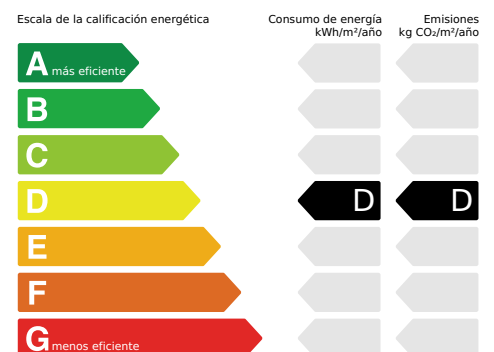 Escala de la calificación energética
Consumo de energía
kWh/m²/año
Emisiones
kg CO₂/m²/año
A más eficiente
B
C
D D D
E
F
G menos eficiente